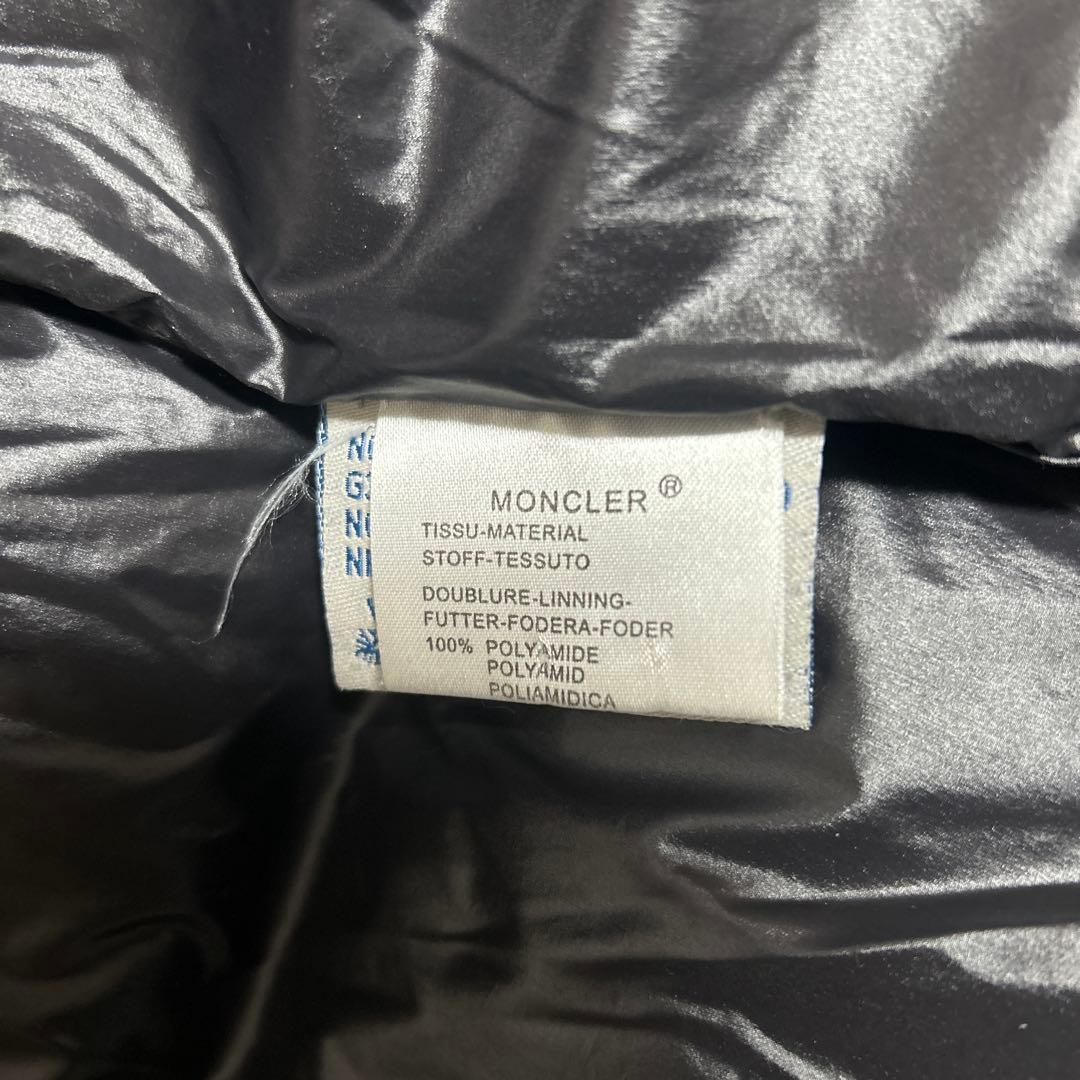 MONCLER ®
TISSU-MATERIAL
STOFF-TESSUTO
DOUBLURE-LINNING-
FUTTER-FODERA-FODER
100% POLYAMIDE
POLYAMID
POLIAMIDICA